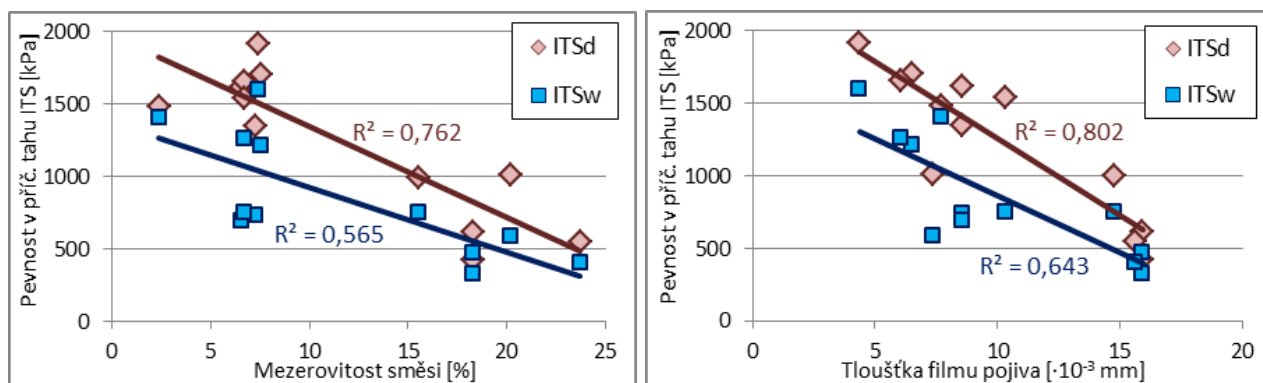 Pevnost v příč. tahu ITS [kPa]
2000
1500
1000
500
0
0
5
10
15
20
25
Mezerovitost směsi [%]
ITSd
ITSw
R² = 0,762
R² = 0,565
Pevnost v příč. tahu ITS [kPa]
2000
1500
1000
500
0
0
5
10
15
20
Tloušťka filmu pojiva [·10⁻³ mm]
ITSd
ITSw
R² = 0,802
R² = 0,643